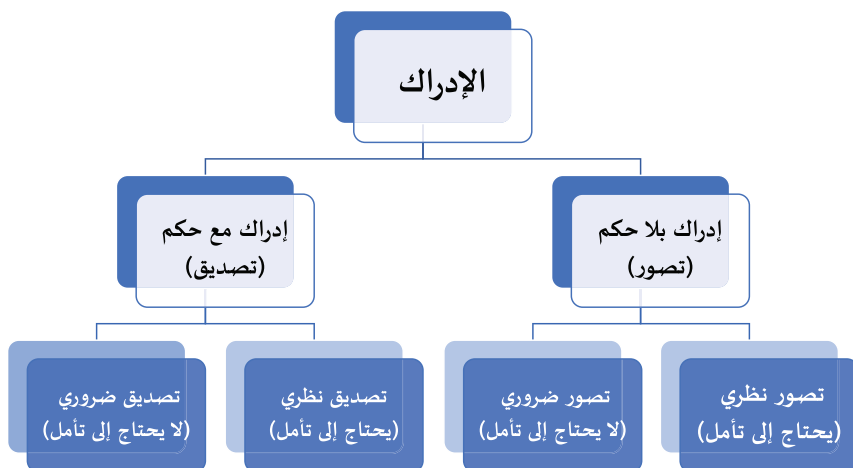 الإدراك
إدراك بلا حكم
(تصور)
إدراك مع حكم
(تصديق)
تصور نظري
(يحتاج إلى تأمل)
تصور ضروري
(لا يحتاج إلى تأمل)
تصديق نظري
(يحتاج إلى تأمل)
تصديق ضروري
(لا يحتاج إلى تأمل)